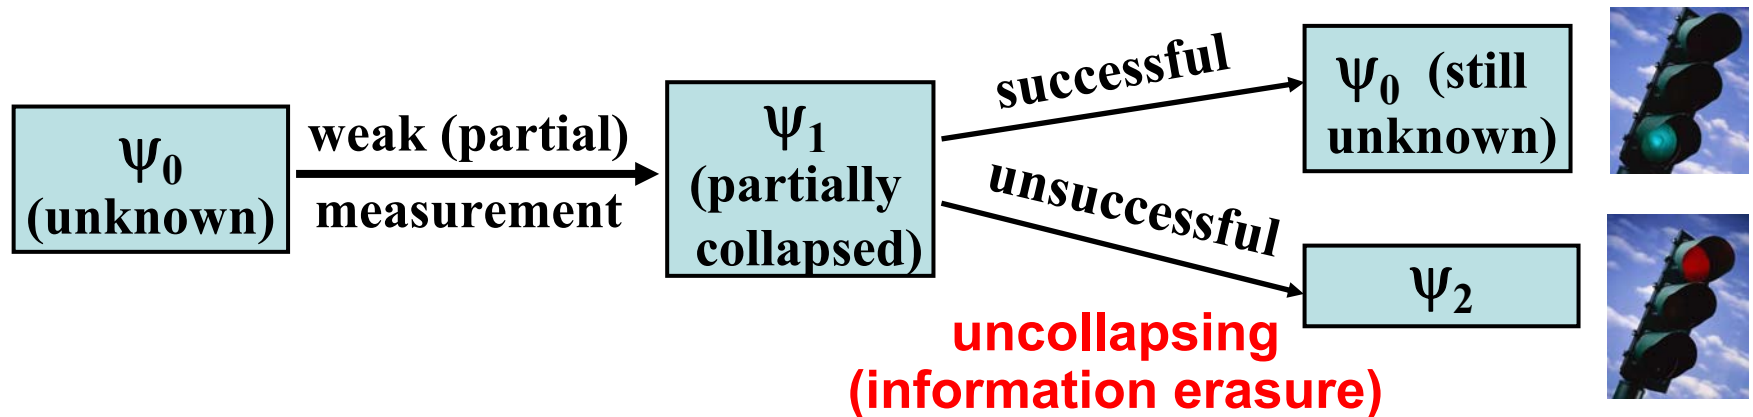 ψ₀
(unknown)
weak (partial)
measurement
ψ₁
(partially
collapsed)
successful
unsuccessful
ψ₀ (still
unknown)
ψ₂
uncollapsing
(information erasure)